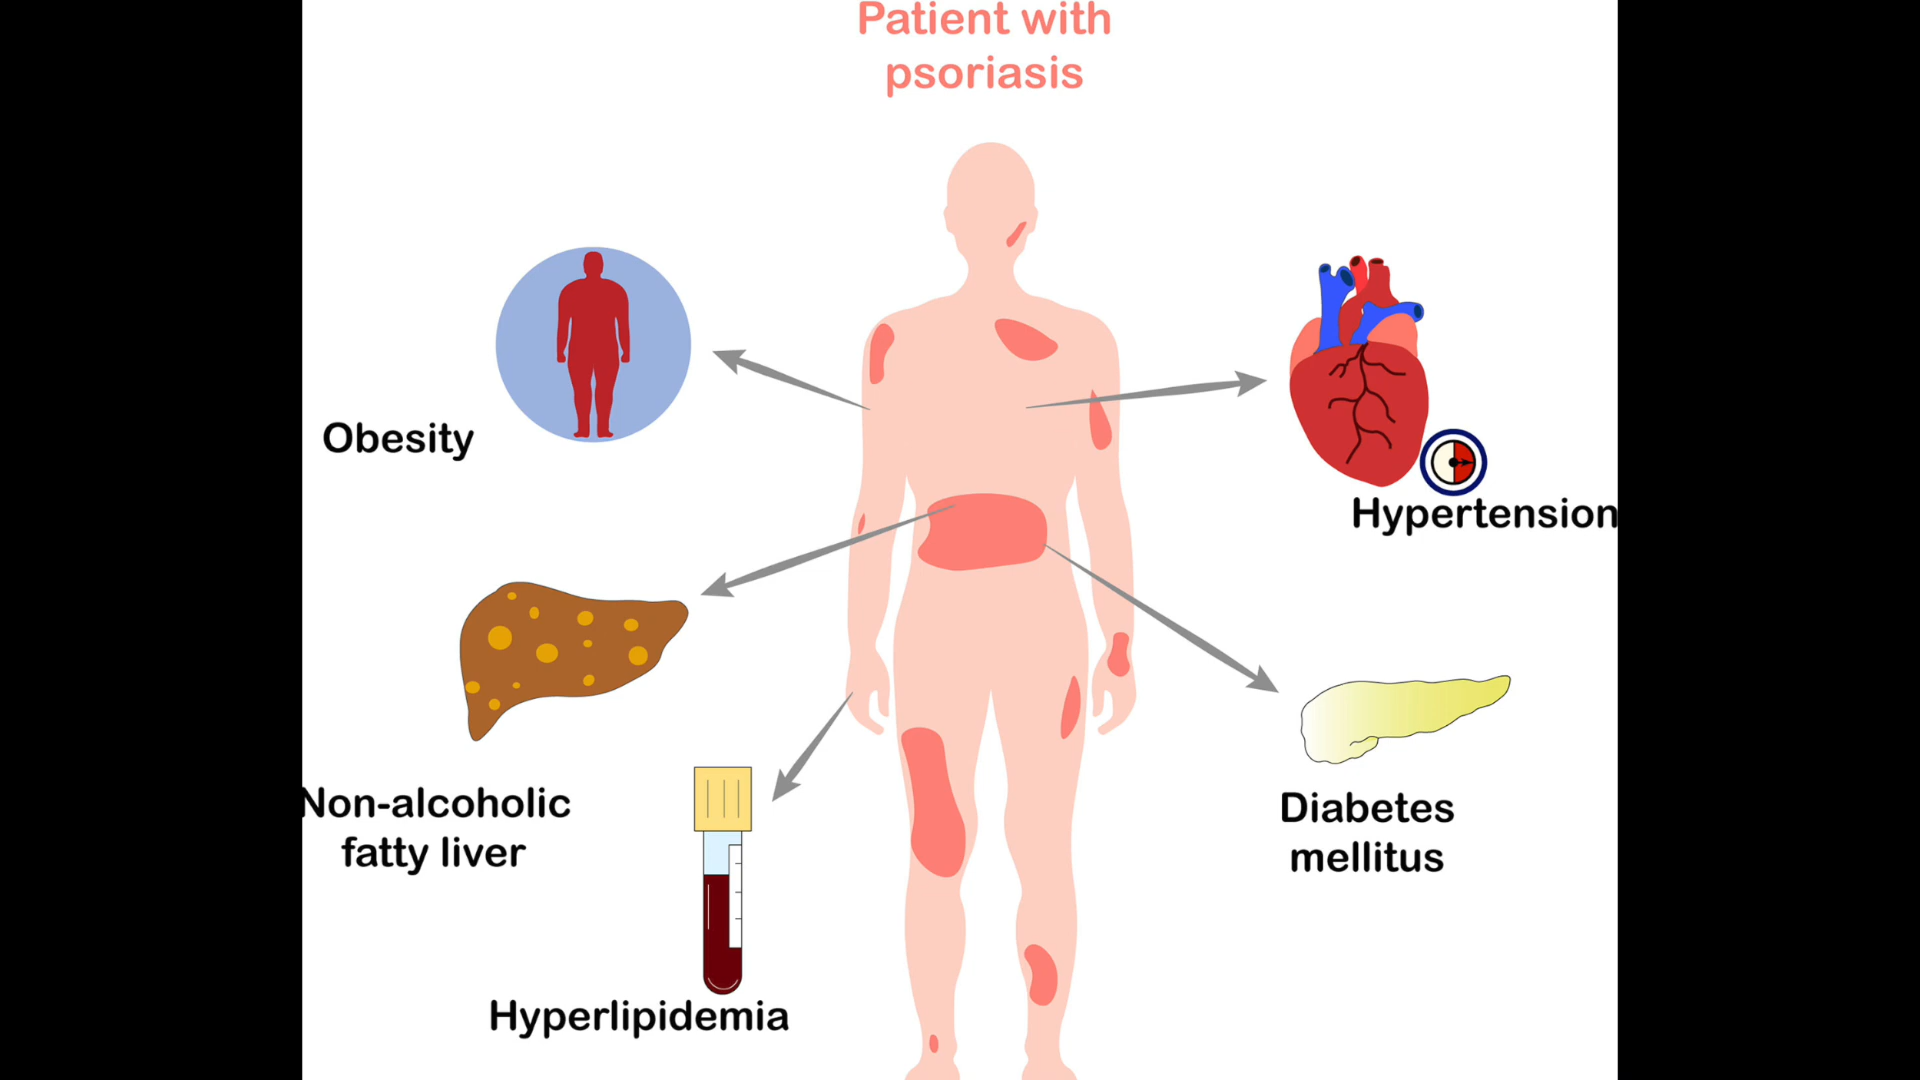 Patient with
psoriasis
Obesity
Hypertension
Non-alcoholic
fatty liver
Diabetes
mellitus
Hyperlipidemia